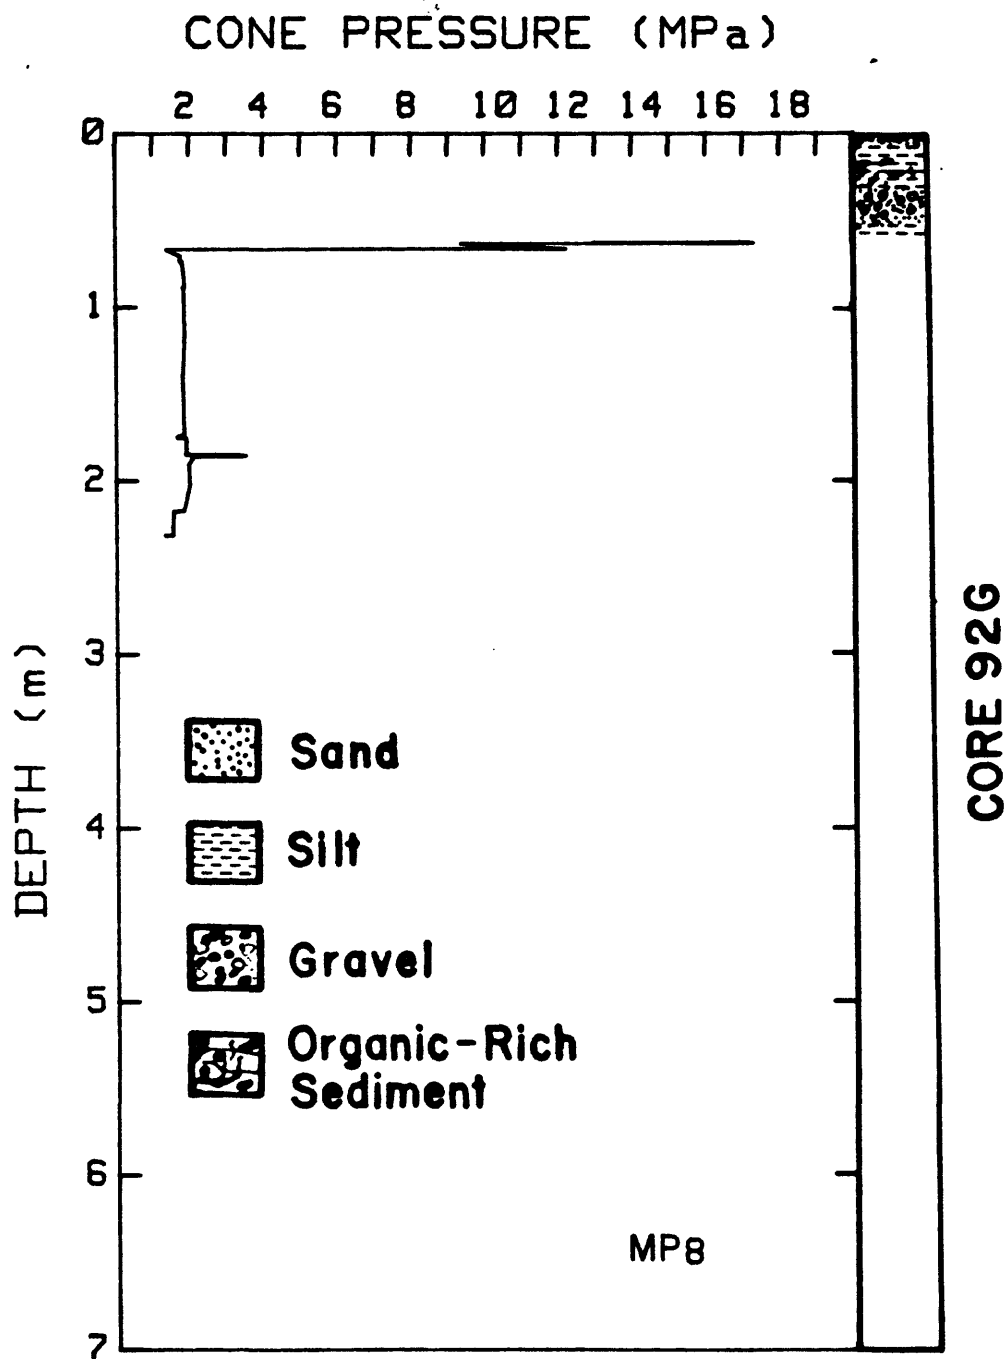 CONE PRESSURE (MPa)
2 4 6 8 10 12 14 16 18
0
1
2
3
4
5
6
7
DEPTH (m)
Sand
Silt
Gravel
Organic-Rich
Sediment
MP8
CORE 92G